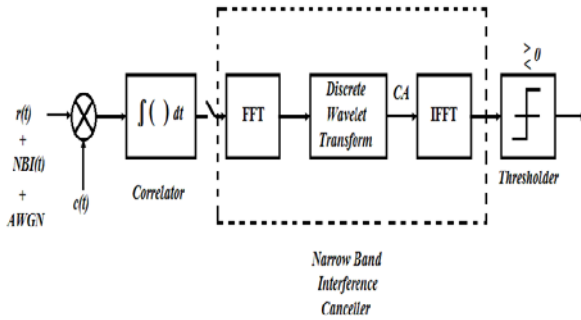 r(t)
+
NBI(t)
+
AWGN
c(t)
∫( ) dt
Correlator
FFT
Discrete
Wavelet
Transform
CA
IFFT
> 0
<
Thresholder
Narrow Band
Interference
Canceller